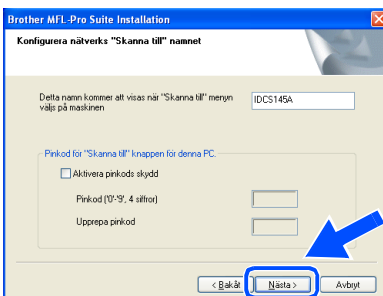 Brother MFL-Pro Suite Installation
Konfigurera nätverks "Skanna till" namnet
Detta namn kommer att visas när "Skanna till" menyn
väljs på maskinen
IDCS145A
Pinkod för "Skanna till" knappen för denna PC.
Aktivera pinkods skydd
Pinkod ('0'-'9', 4 siffror)
Upprepa pinkod
< Bakåt
Nästa >
Avbryt